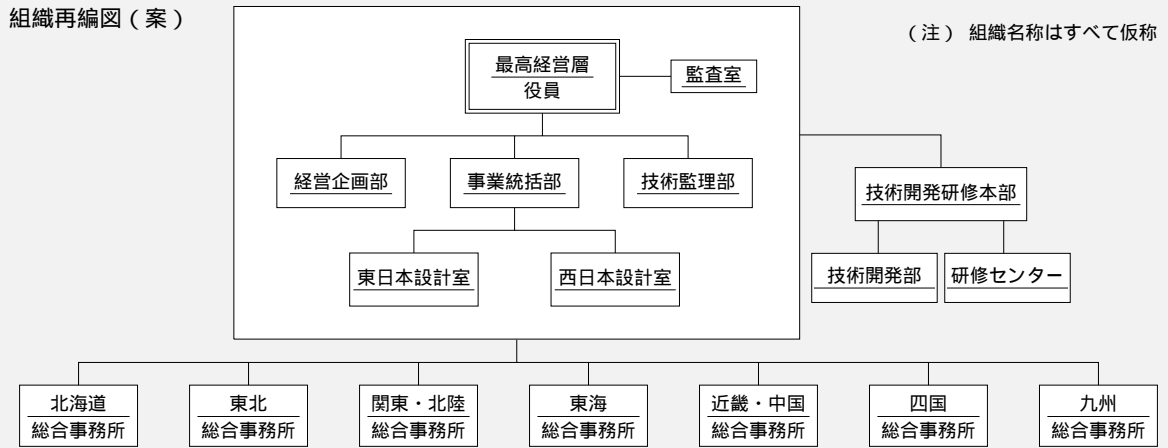 組織再編図(案)
(注) 組織名称はすべて仮称
最高経営層
役員
監査室
経営企画部
事業統括部
技術監理部
技術開発研修本部
東日本設計室
西日本設計室
技術開発部
研修センター
北海道
総合事務所
東北
総合事務所
関東・北陸
総合事務所
東海
総合事務所
近畿・中国
総合事務所
四国
総合事務所
九州
総合事務所